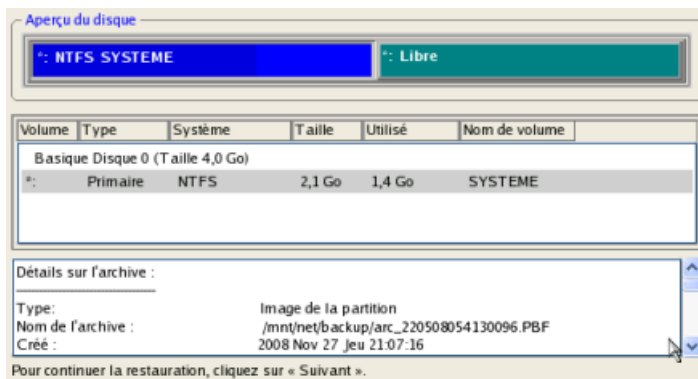 Aperçu du disque
*: NTFS SYSTEME *: Libre
Volume Type Système Taille Utilisé Nom de volume
Basique Disque 0 (Taille 4,0 Go)
*: Primaire NTFS 2,1 Go 1,4 Go SYSTEME
Détails sur l'archive :
------------------------------
Type: Image de la partition
Nom de l'archive : /mnt/net/backup/arc_220508054130096.PBF
Créé : 2008 Nov 27 Jeu 21:07:16
Pour continuer la restauration, cliquez sur « Suivant ».